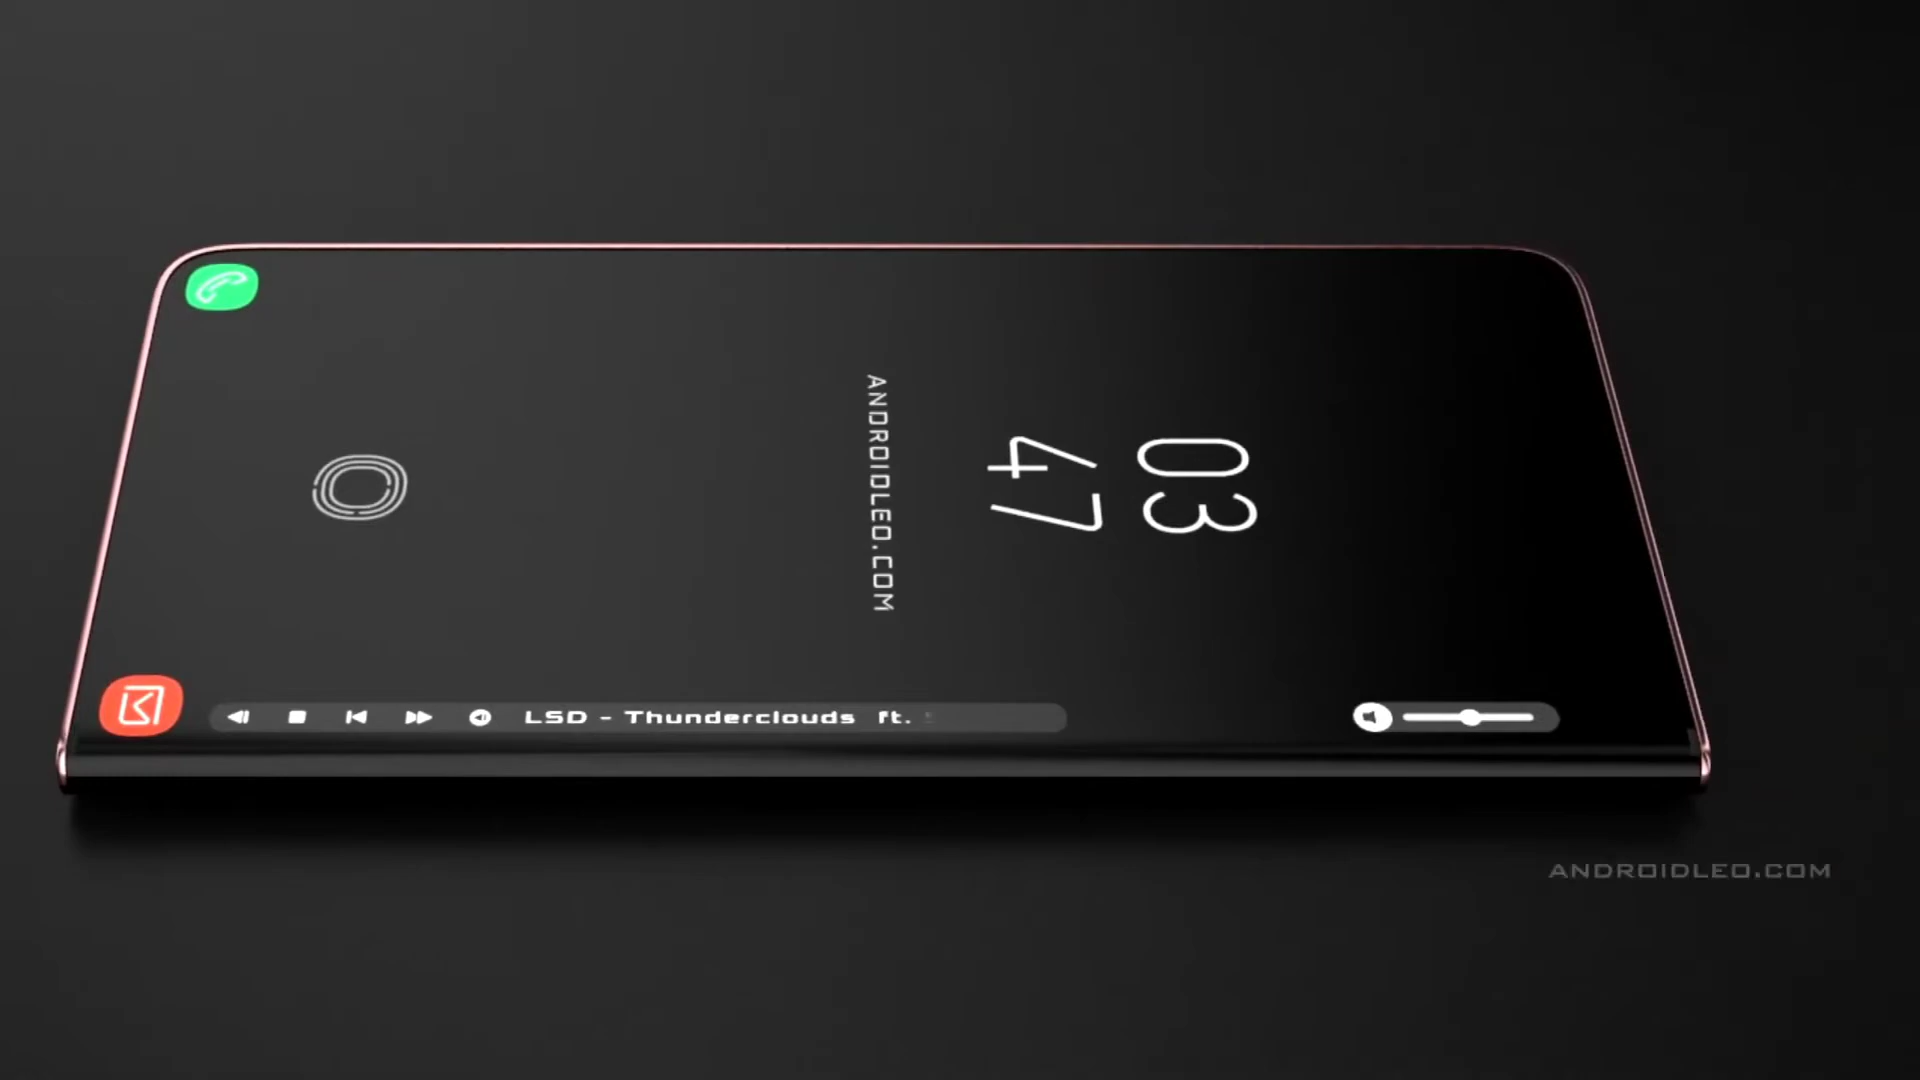 03
47
ANDROIDLEO.COM
LSD - Thunderclouds ft.
ANDROIDLEO.COM